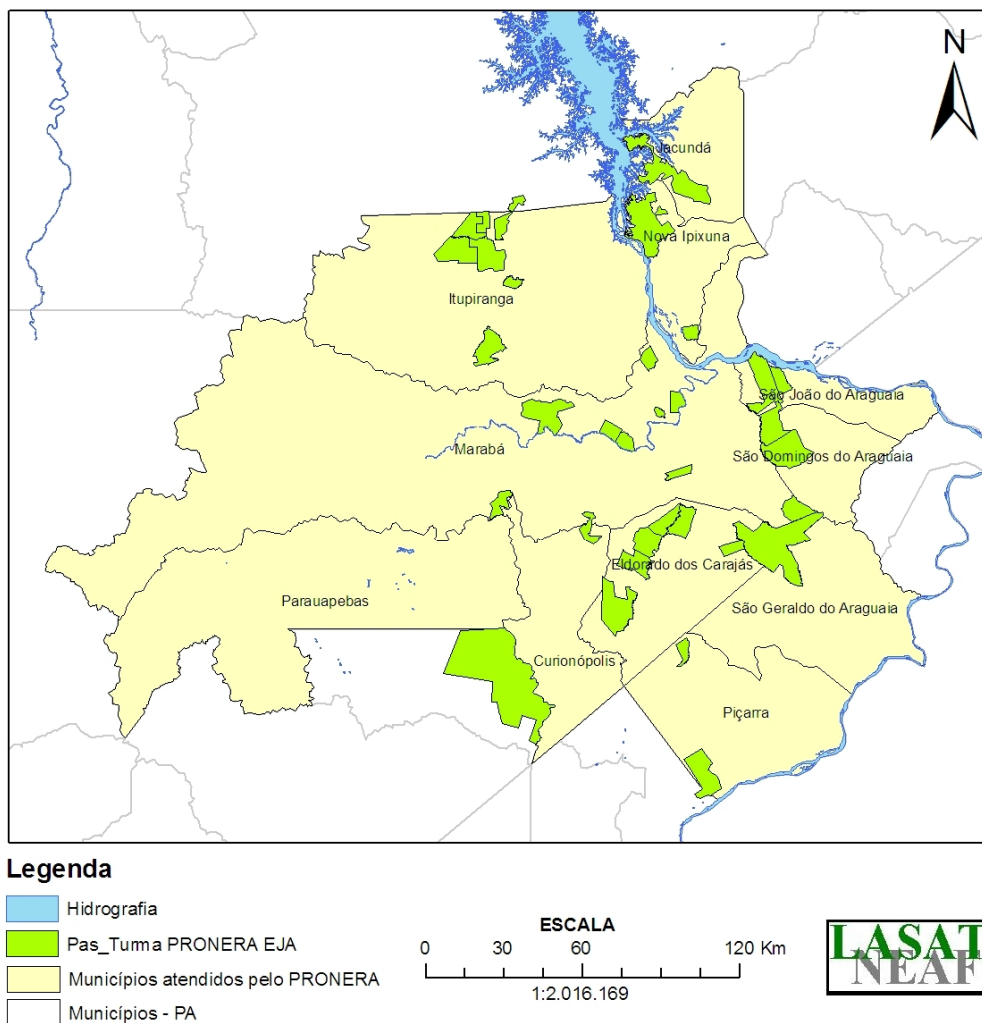 N
Jacundá
Nova Ipixuna
Itupiranga
São João do Araguaia
Marabá
São Domingos do Araguaia
Eldorado dos Carajás
Parauapebas
São Geraldo do Araguaia
Curionópolis
Piçarra
Legenda
Hidrografia
Pas_Turma PRONERA EJA
Municípios atendidos pelo PRONERA
Municípios - PA
ESCALA
0 30 60 120 Km
1:2.016.169
LASAT
NEAF